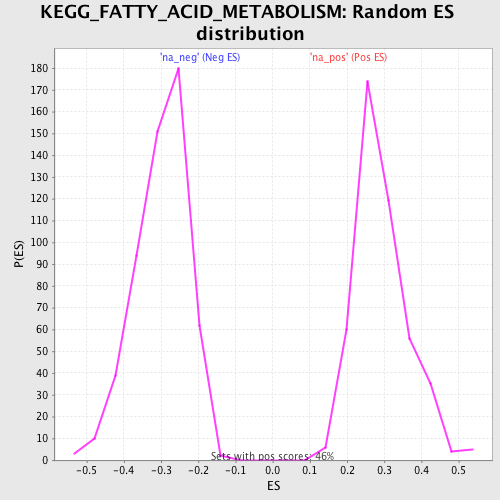 KEGG_FATTY_ACID_METABOLISM: Random ES
distribution
'na_neg' (Neg ES) 'na_pos' (Pos ES)
180
170
160
150
140
130
120
110
100
90
80
70
60
50
40
30
20
10
0
P(ES)
Sets with pos scores: 46%
-0.5 -0.4 -0.3 -0.2 -0.1 0.0 0.1 0.2 0.3 0.4 0.5
ES